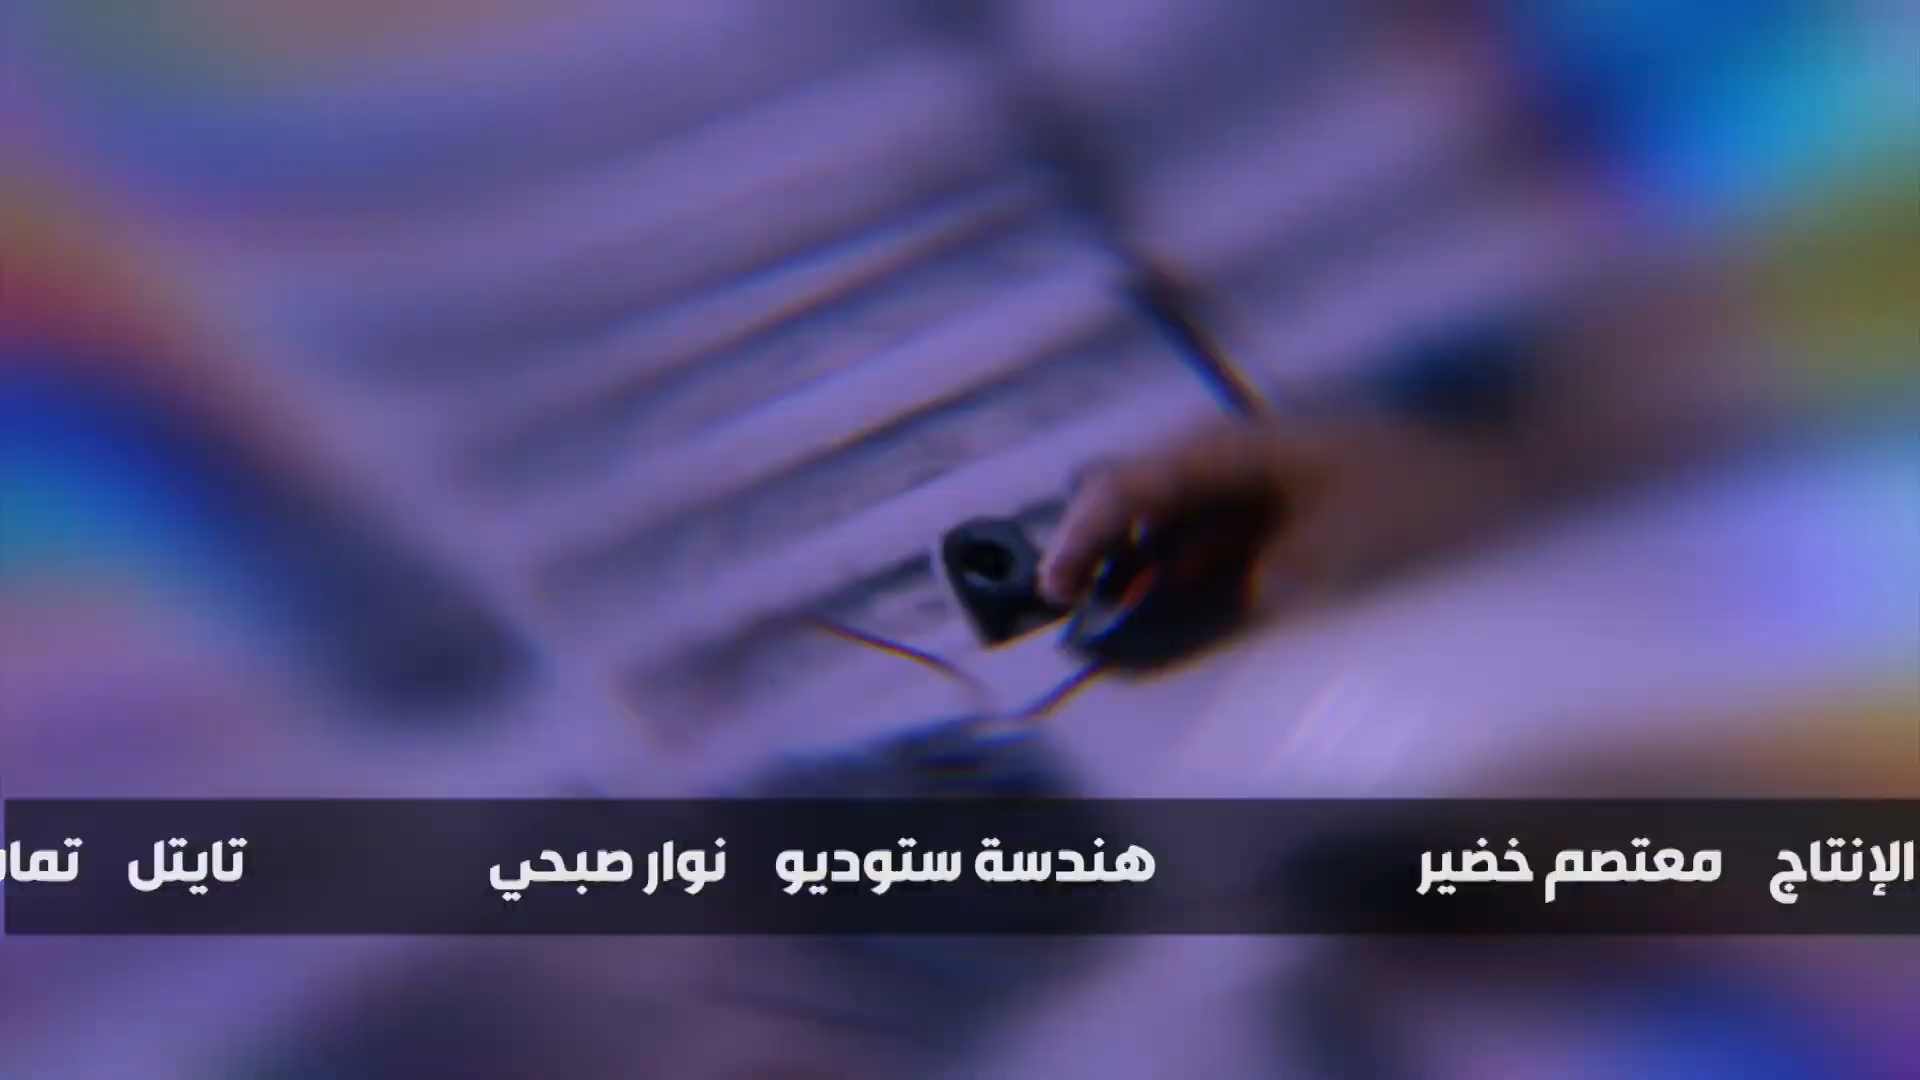 الإنتاج معتصم خضير هندسة ستوديو نوار صبحي تايتل